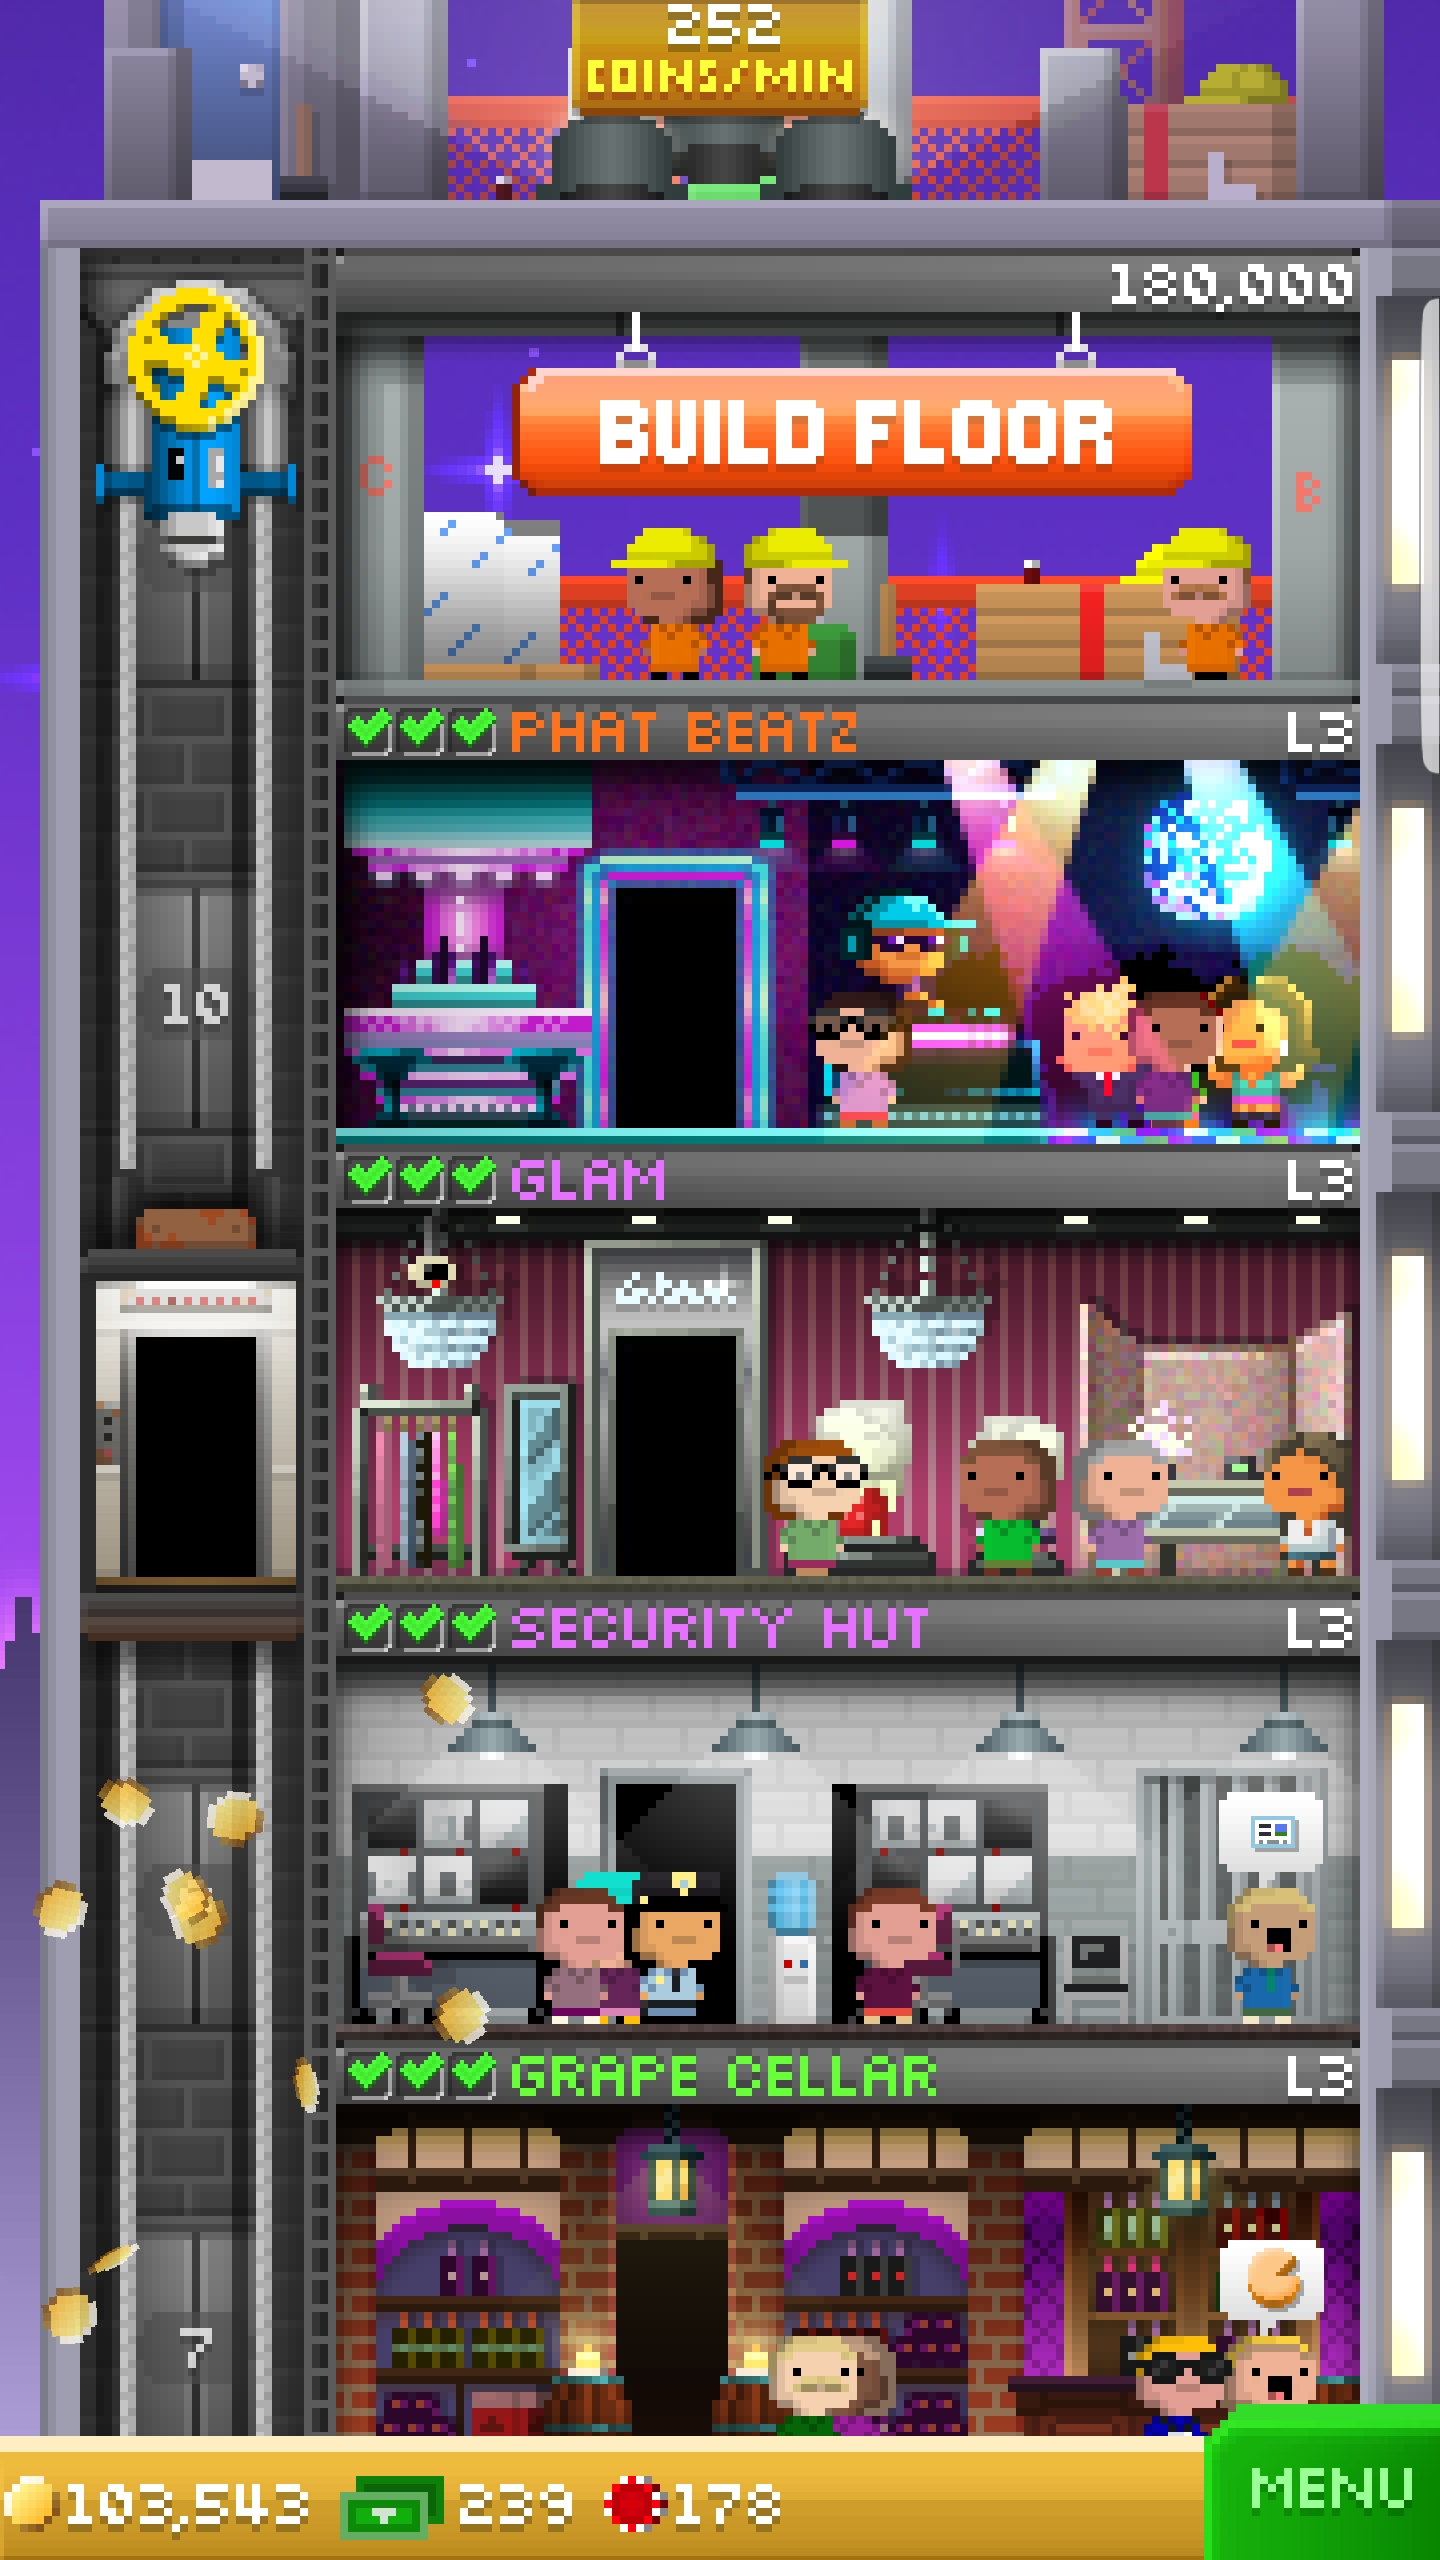 252
COINS/MIN
180,000
BUILD FLOOR
C
B
PHAT BEATZ L3
10
GLAM L3
Glam
SECURITY HUT L3
GRAPE CELLAR L3
7
103,543 239 178
MENU